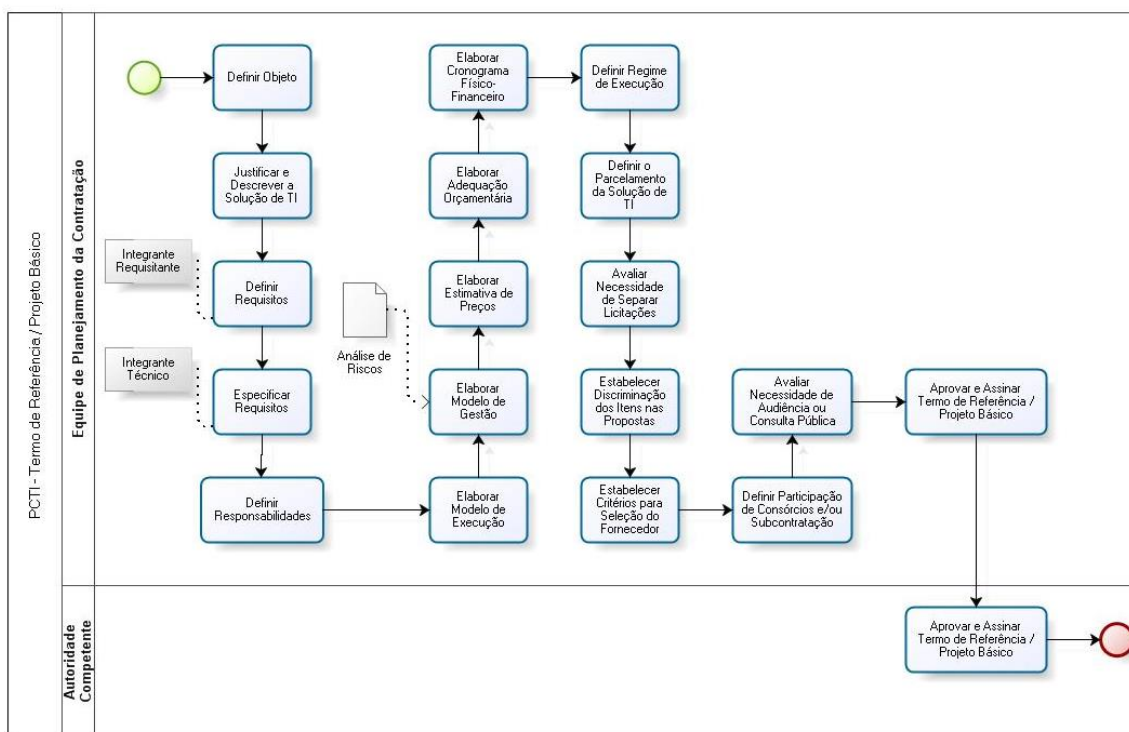 PCTI - Termo de Referência / Projeto Básico
Equipe de Planejamento da Contratação
Definir Objeto
Justificar e
Descrever a
Solução de TI
Integrante
Requisitante
Definir
Requisitos
Integrante
Técnico
Especificar
Requisitos
Definir
Responsabilidades
Elaborar
Modelo de
Execução
Análise de
Riscos
Elaborar
Modelo de
Gestão
Elaborar
Estimativa de
Preços
Elaborar
Adequação
Orçamentária
Elaborar
Cronograma
Físico-
Financeiro
Definir Regime
de Execução
Definir o
Parcelamento
da Solução de
TI
Avaliar
Necessidade
de Separar
Licitações
Estabelecer
Discriminação
dos Itens nas
Propostas
Estabelecer
Critérios para
Seleção do
Fornecedor
Definir Participação
de Consórcios e/ou
Subcontratação
Avaliar
Necessidade de
Audiência ou
Consulta Pública
Aprovar e Assinar
Termo de Referência /
Projeto Básico
Autoridade
Competente
Aprovar e Assinar
Termo de Referência /
Projeto Básico